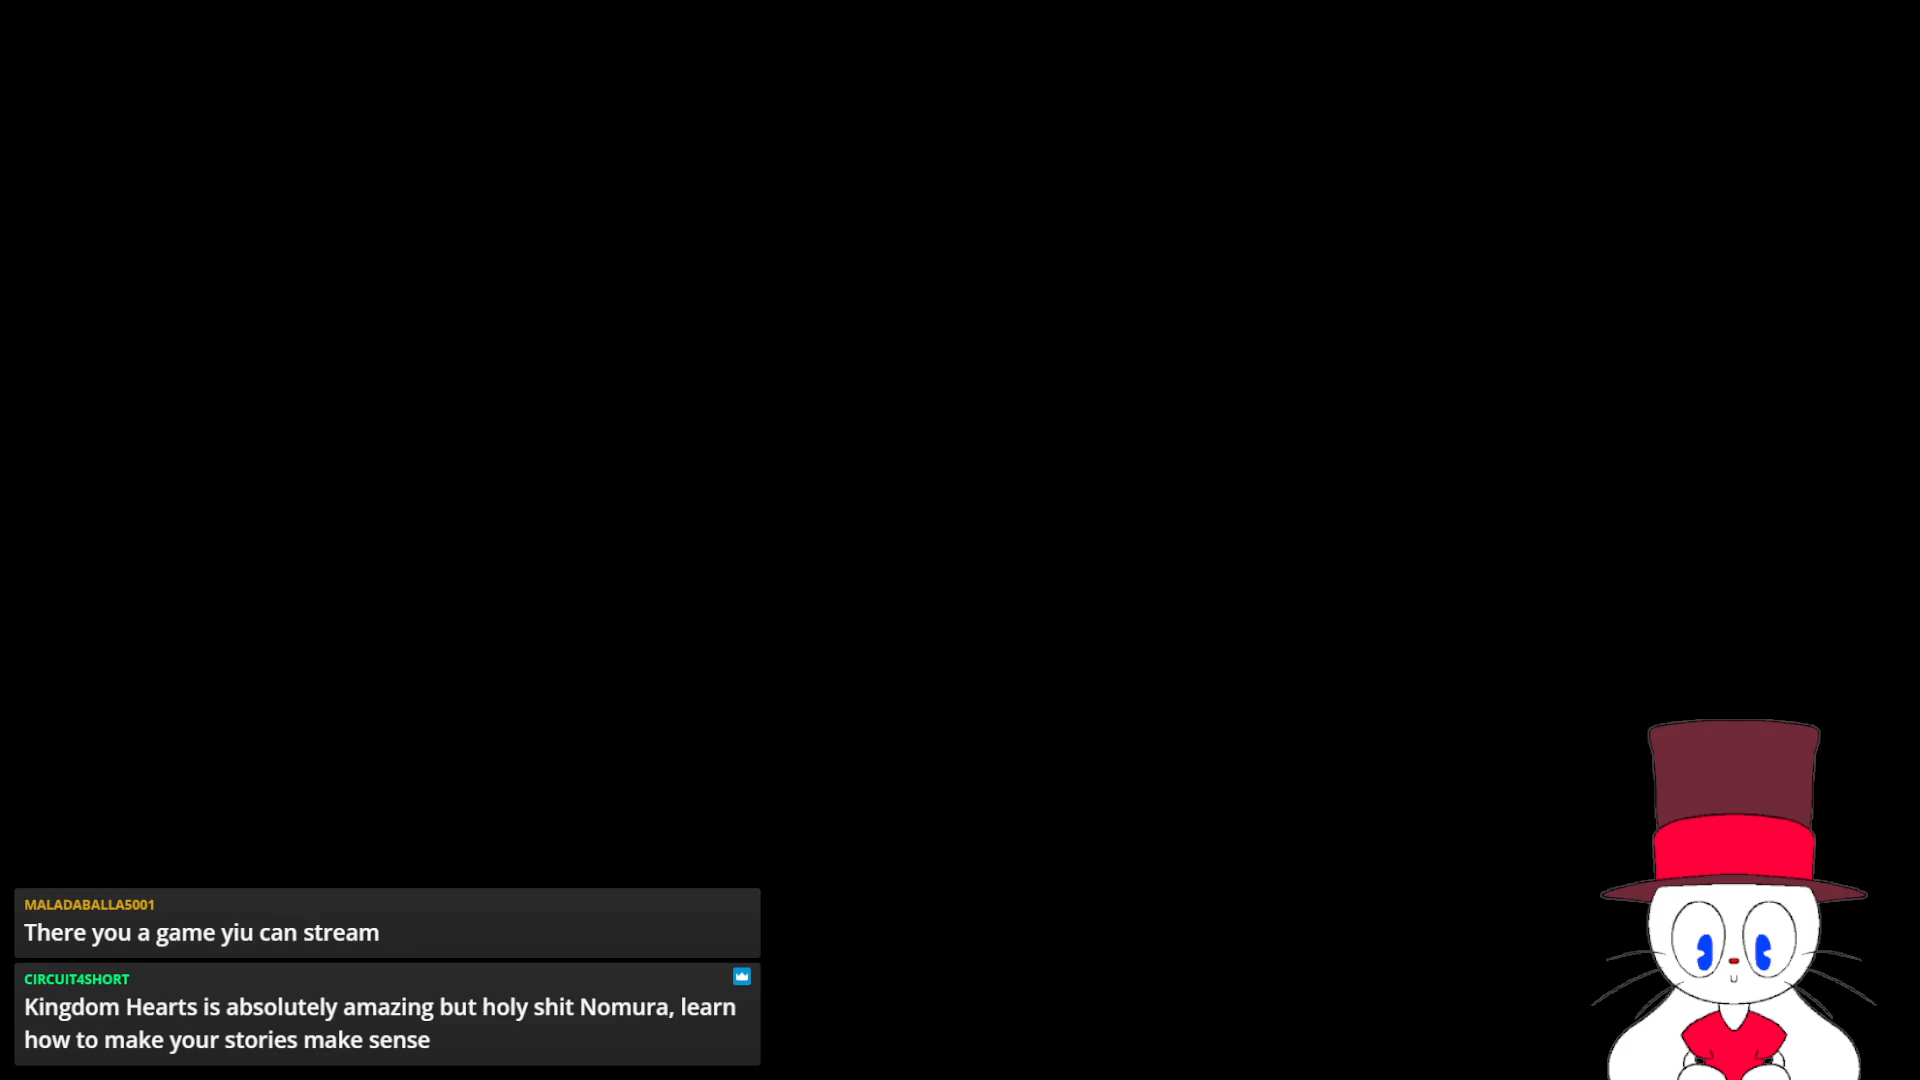 MALADABALLA5001
There you a game yiu can stream
CIRCUIT4SHORT
Kingdom Hearts is absolutely amazing but holy shit Nomura, learn
how to make your stories make sense